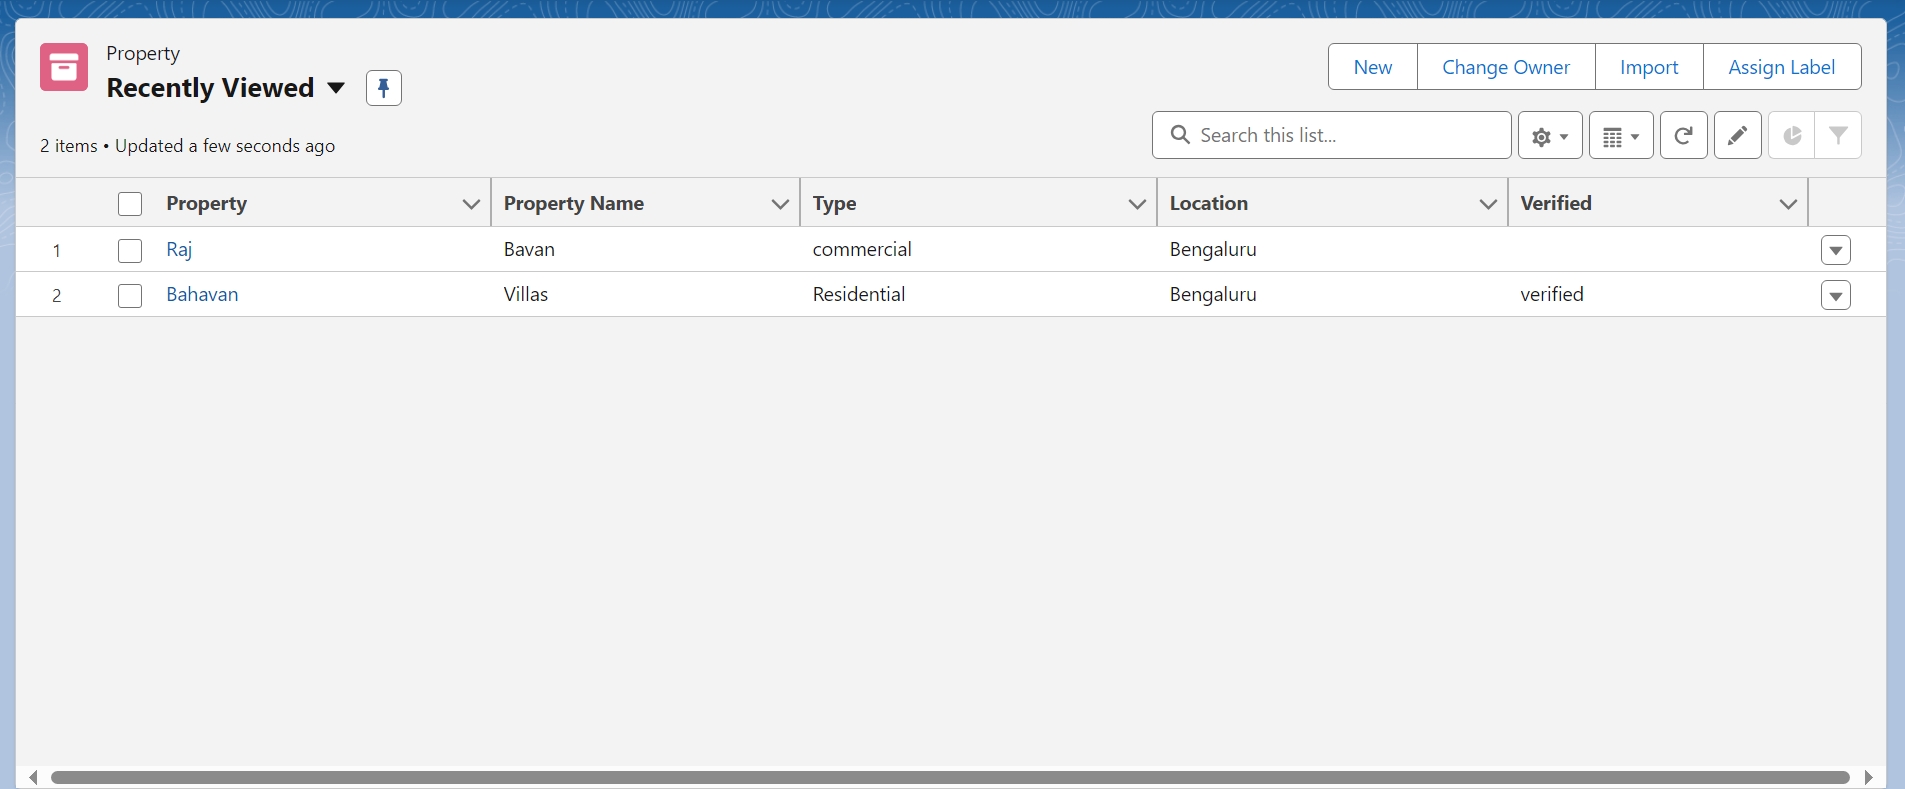 Property
Recently Viewed
New Change Owner Import Assign Label
2 items • Updated a few seconds ago
Search this list...
Property Property Name Type Location Verified
1 Raj Bavan commercial Bengaluru
2 Bahavan Villas Residential Bengaluru verified